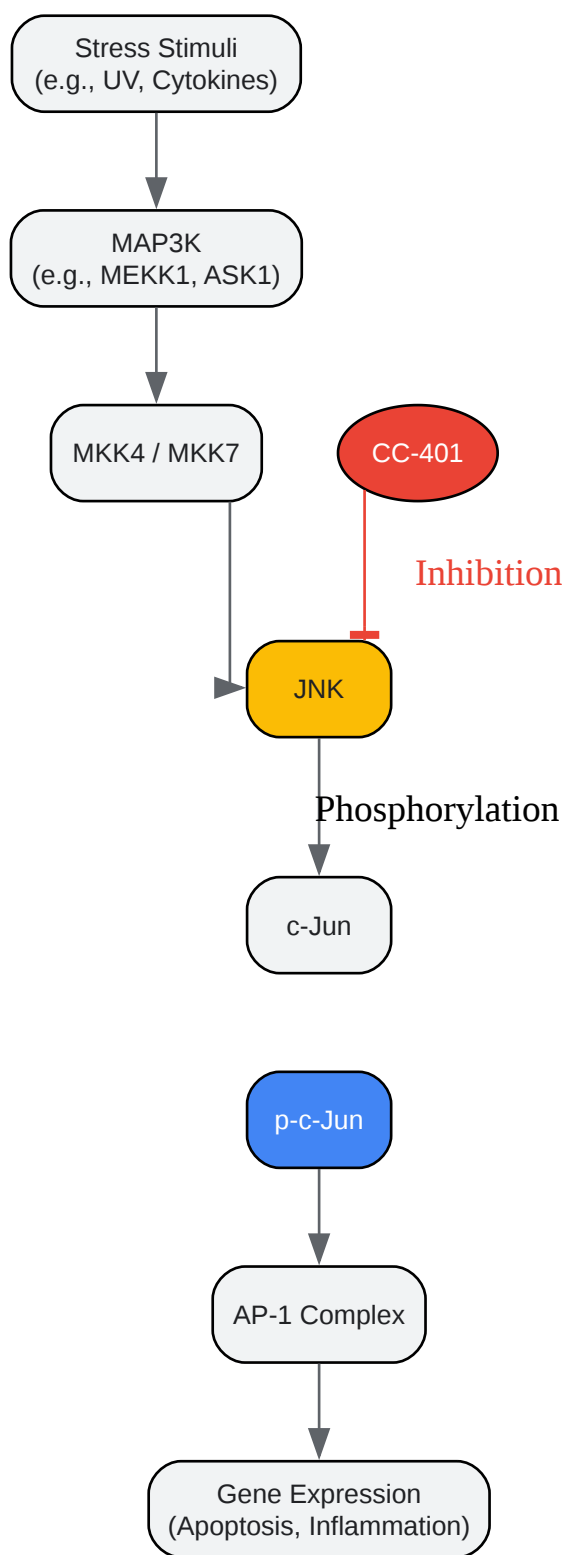 Stress Stimuli
(e.g., UV, Cytokines)
MAP3K
(e.g., MEKK1, ASK1)
MKK4 / MKK7
CC-401
Inhibition
JNK
Phosphorylation
c-Jun
p-c-Jun
AP-1 Complex
Gene Expression
(Apoptosis, Inflammation)